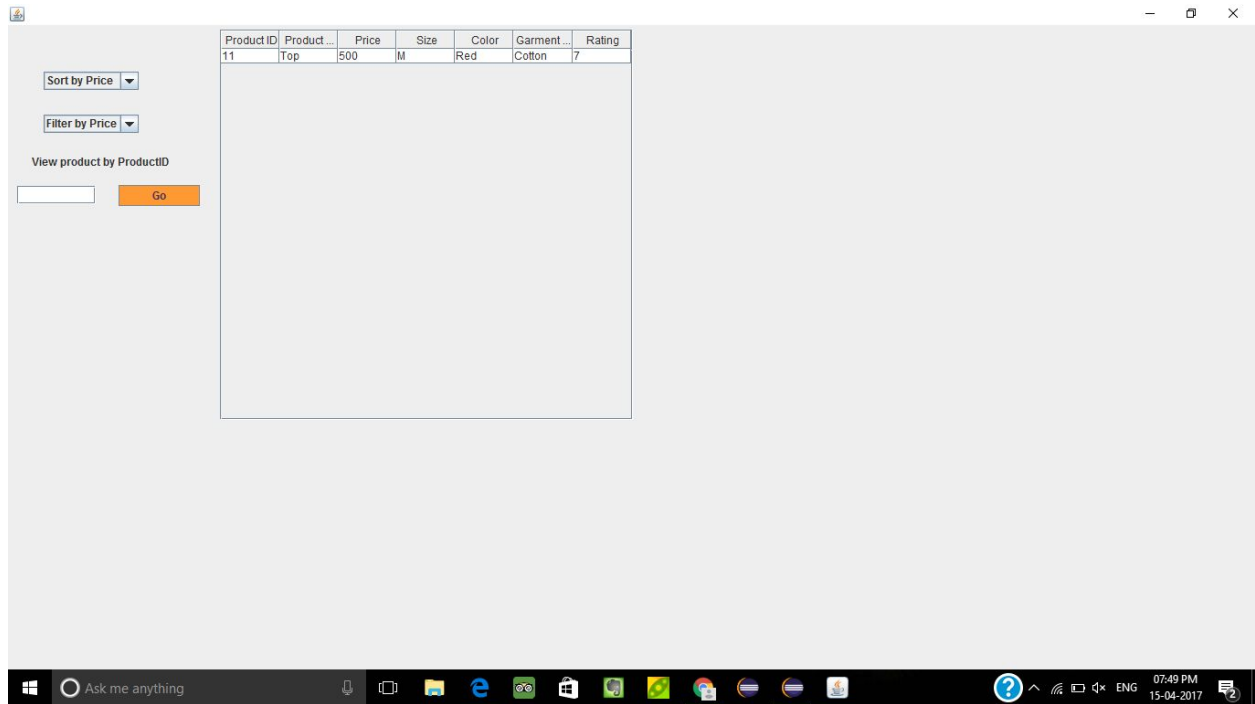 Product ID Product ... Price Size Color Garment ... Rating
11 Top 500 M Red Cotton 7
Sort by Price
Filter by Price
View product by ProductID
Go
Ask me anything
ENG
07:49 PM
15-04-2017
2